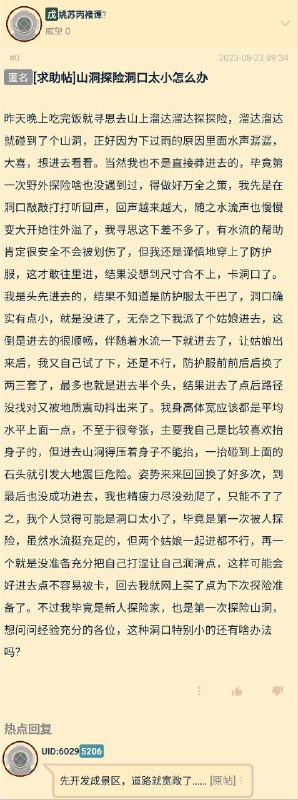 戊 姚苏丙褚谭?
威望 0
#0
2023-08-23 09:34
匿名 [求助帖]山洞探险洞口太小怎么办
昨天晚上吃完饭就寻思去山上溜达溜达探探险，溜达溜达
就碰到了个山洞，正好因为下过雨的原因里面水声潺潺，
大喜，想进去看看。当然我也不是直接莽进去的，毕竟第
一次野外探险啥也没遇到过，得做好万全之策，我先是在
洞口敲敲打打听回声，回声越来越大，随之水流声也慢慢
变大开始往外溢了，我寻思这下差不多了，有水流的帮助
肯定很安全不会被划伤了，但我还是谨慎地穿上了防护
服，这才敢往里进，结果没想到尺寸合不上，卡洞口了。
我是头先进去的，结果不知道是防护服太干巴了，洞口确
实有点小，就是没进了，无奈之下我派了个姑娘进去，这
倒是进去的很顺畅，伴随着水流一下就进去了，让姑娘出
来后，我又自己试了下，还是不行，防护服前前后后换了
两三套了，最多也就是进去半个头，结果进去了点后路径
没找对又被地质震动抖出来了。我身高体宽应该都是平均
水平上面一点，不至于很夸张，主要我自己是比较喜欢抬
身子的，但进去山洞得压着身子不能抬，一抬碰到上面的
石头就引发大地震巨危险。姿势来来回回换了好多次，到
最后也没成功进去，我也精疲力尽没劲爬了，只能不了了
之，我个人觉得可能是洞口太小了，毕竟是第一次被人探
险，虽然水流挺充足的，但两个姑娘一起进都不行，再一
个就是没准备充分把自己打湿让自己润滑点，这样可能会
好进去点不容易被卡，回去我就网上买了点为下次探险准
备了。不过我毕竟是新人探险家，也是第一次探险山洞，
想问问经验充分的各位，这种洞口特别小的还有啥办法
吗?
热点回复
UID:6029 5206
先开发成景区，道路就宽敞了...... [原帖]